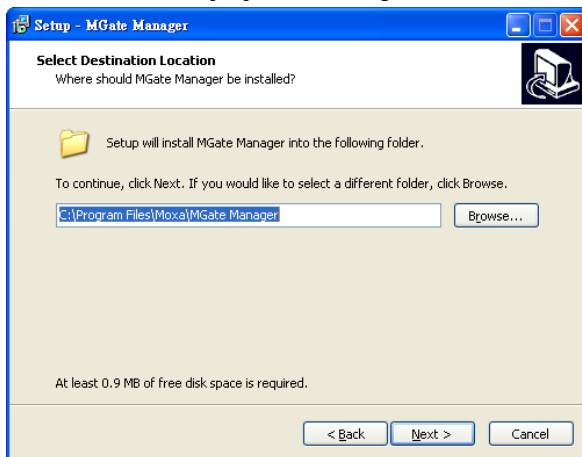 Setup - MGate Manager
Select Destination Location
Where should MGate Manager be installed?
Setup will install MGate Manager into the following folder.
To continue, click Next. If you would like to select a different folder, click Browse.
C:\Program Files\Moxa\MGate Manager
Browse...
At least 0.9 MB of free disk space is required.
< Back
Next >
Cancel